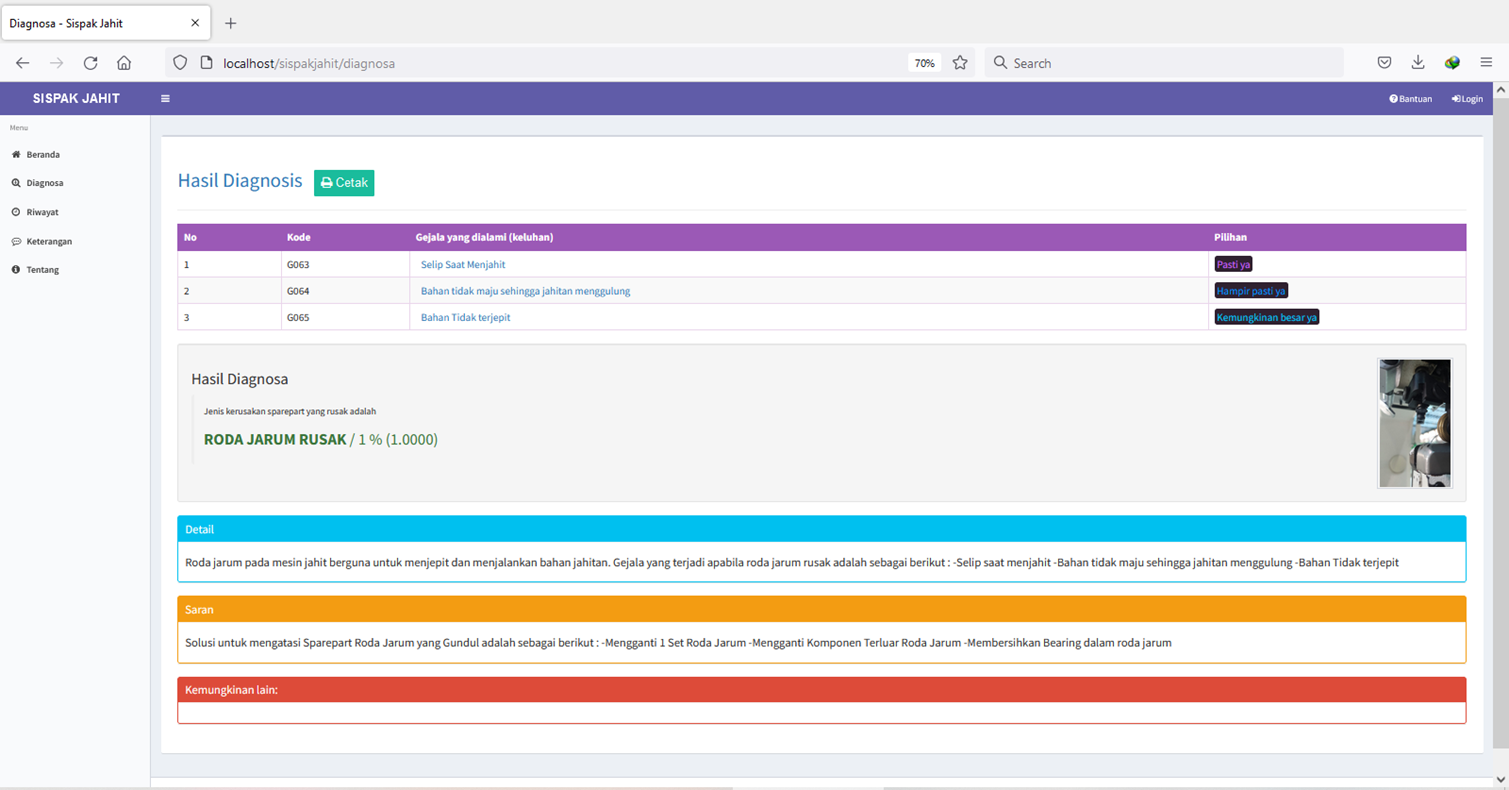 Diagnosa - Sispak Jahit
localhost/sispakjahit/diagnosa
70%
Search
SISPAK JAHIT
Bantuan
Login
Menu
Beranda
Diagnosa
Riwayat
Keterangan
Tentang
Hasil Diagnosis
Cetak
No Kode Gejala yang dialami (keluhan) Pilihan
1 G063 Selip Saat Menjahit Pasti ya
2 G064 Bahan tidak maju sehingga jahitan menggulung Hampir pasti ya
3 G065 Bahan Tidak terjepit Kemungkinan besar ya
Hasil Diagnosa
Jenis kerusakan sparepart yang rusak adalah
RODA JARUM RUSAK / 1 % (1.0000)
Detail
Roda jarum pada mesin jahit berguna untuk menjepit dan menjalankan bahan jahitan. Gejala yang terjadi apabila roda jarum rusak adalah sebagai berikut : -Selip saat menjahit -Bahan tidak maju sehingga jahitan menggulung -Bahan Tidak terjepit
Saran
Solusi untuk mengatasi Sparepart Roda Jarum yang Gundul adalah sebagai berikut : -Mengganti 1 Set Roda Jarum -Mengganti Komponen Terluar Roda Jarum -Membersihkan Bearing dalam roda jarum
Kemungkinan lain: